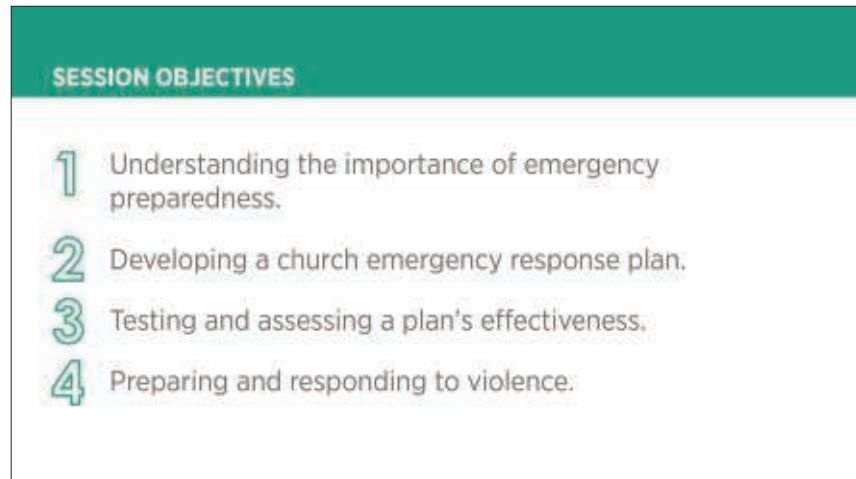 SESSION OBJECTIVES
1 Understanding the importance of emergency
preparedness.
2 Developing a church emergency response plan.
3 Testing and assessing a plan's effectiveness.
4 Preparing and responding to violence.